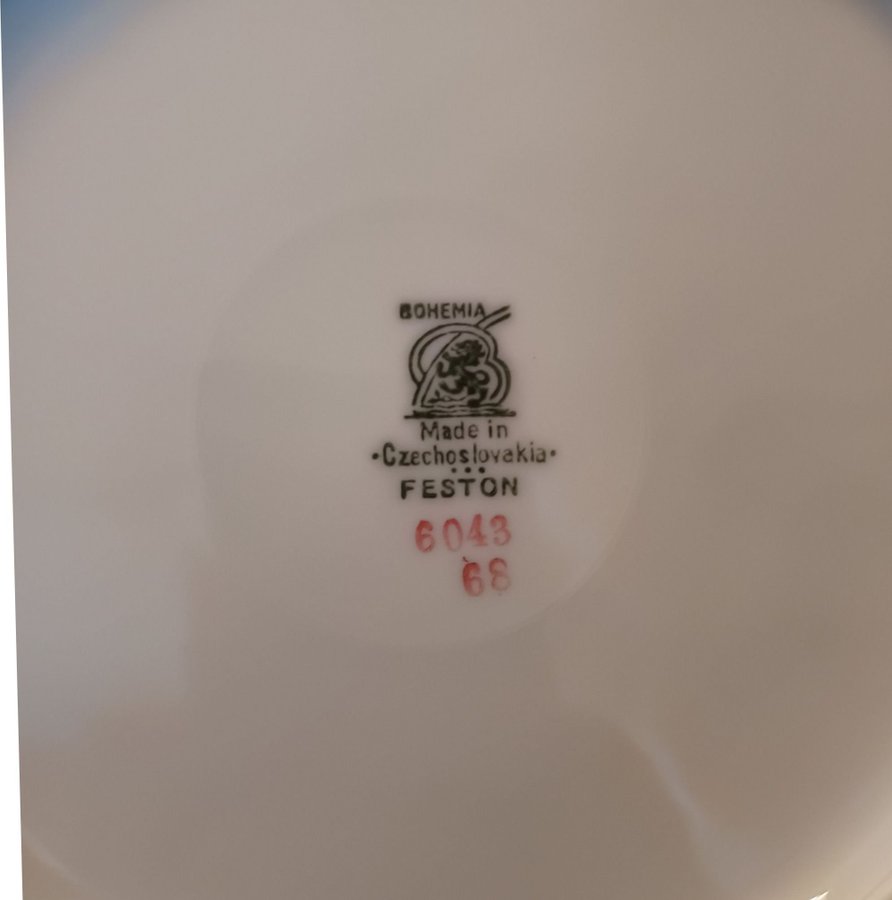 BOHEMIA
Made in
•Czechoslovakia•
•••
FESTON
6043
68